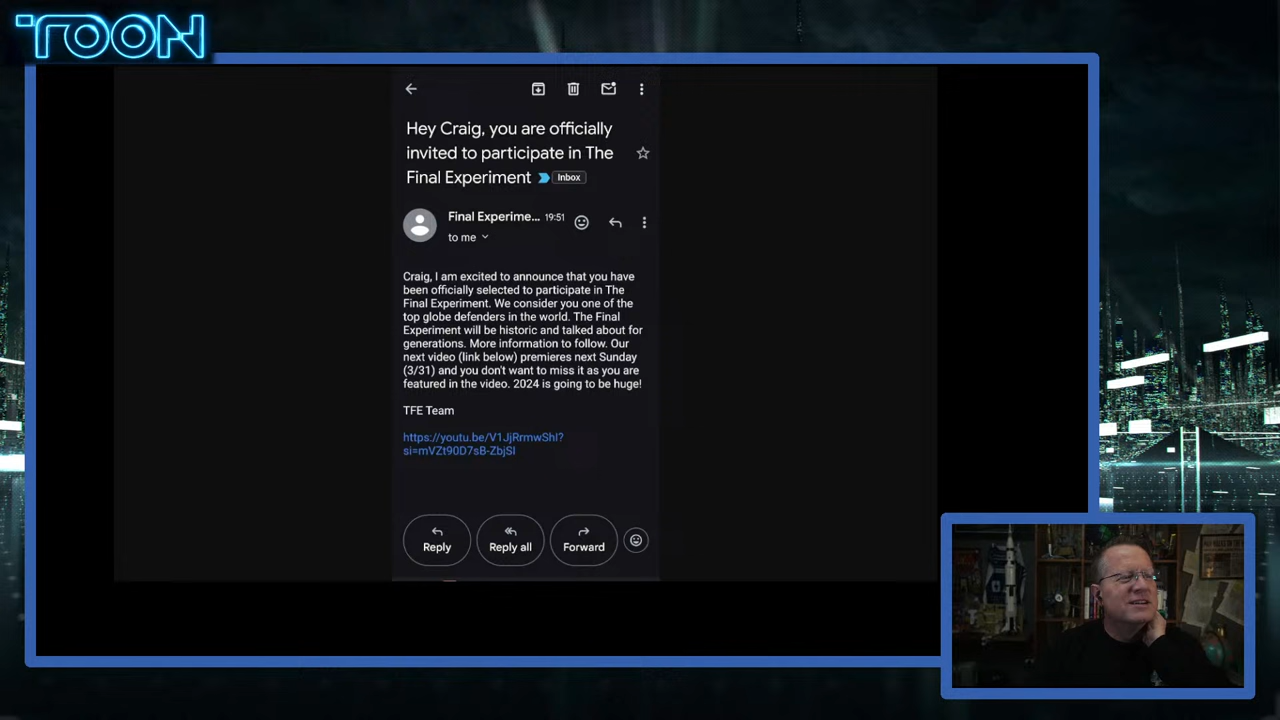 TOON
Hey Craig, you are officially
invited to participate in The
Final Experiment Inbox
Final Experime... 19:51
to me
Craig, I am excited to announce that you have
been officially selected to participate in The
Final Experiment. We consider you one of the
top globe defenders in the world. The Final
Experiment will be historic and talked about for
generations. More information to follow. Our
next video (link below) premieres next Sunday
(3/31) and you don't want to miss it as you are
featured in the video. 2024 is going to be huge!
TFE Team
https://youtu.be/V1JjRrmwShI?
si=mVZt90D7sB-ZbjSI
Reply Reply all Forward